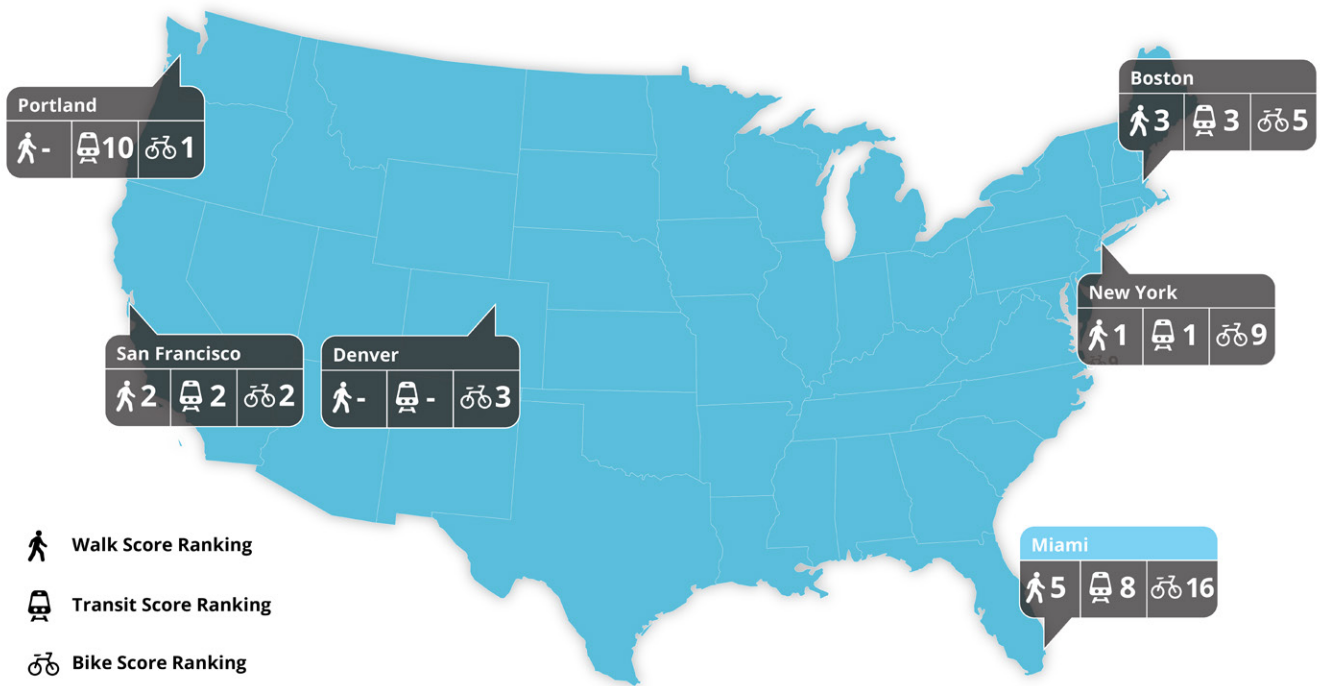 Portland
- 10 1
Boston
3 3 5
New York
1 1 9
San Francisco
2 2 2
Denver
- - 3
Miami
5 8 16
Walk Score Ranking
Transit Score Ranking
Bike Score Ranking